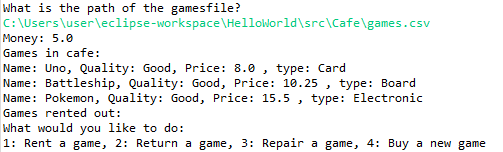 What is the path of the gamesfile?
C:\Users\user\eclipse-workspace\HelloWorld\src\Cafe\games.csv
Money: 5.0
Games in cafe:
Name: Uno, Quality: Good, Price: 8.0 , type: Card
Name: Battleship, Quality: Good, Price: 10.25 , type: Board
Name: Pokemon, Quality: Good, Price: 15.5 , type: Electronic
Games rented out:
What would you like to do:
1: Rent a game, 2: Return a game, 3: Repair a game, 4: Buy a new game